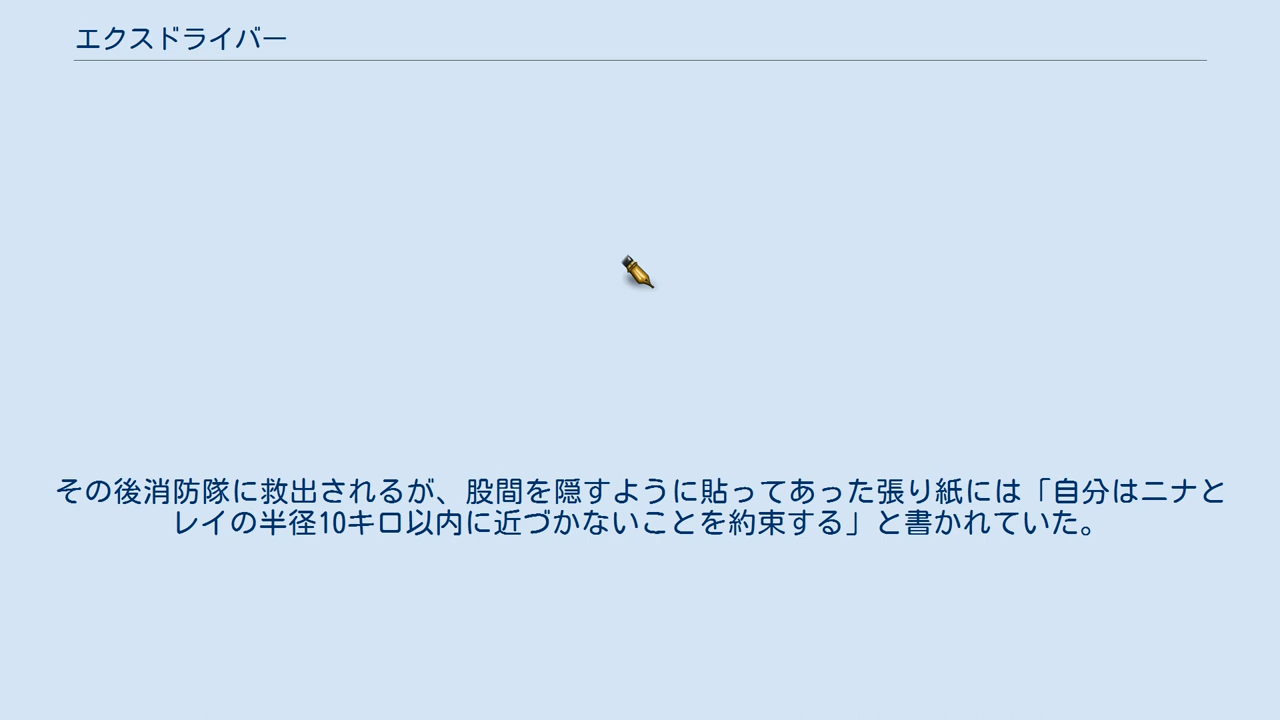 エクスドライバー
その後消防隊に救出されるが、股間を隠すように貼ってあった張り紙には「自分はニナと
レイの半径10キロ以内に近づかないことを約束する」と書かれていた。